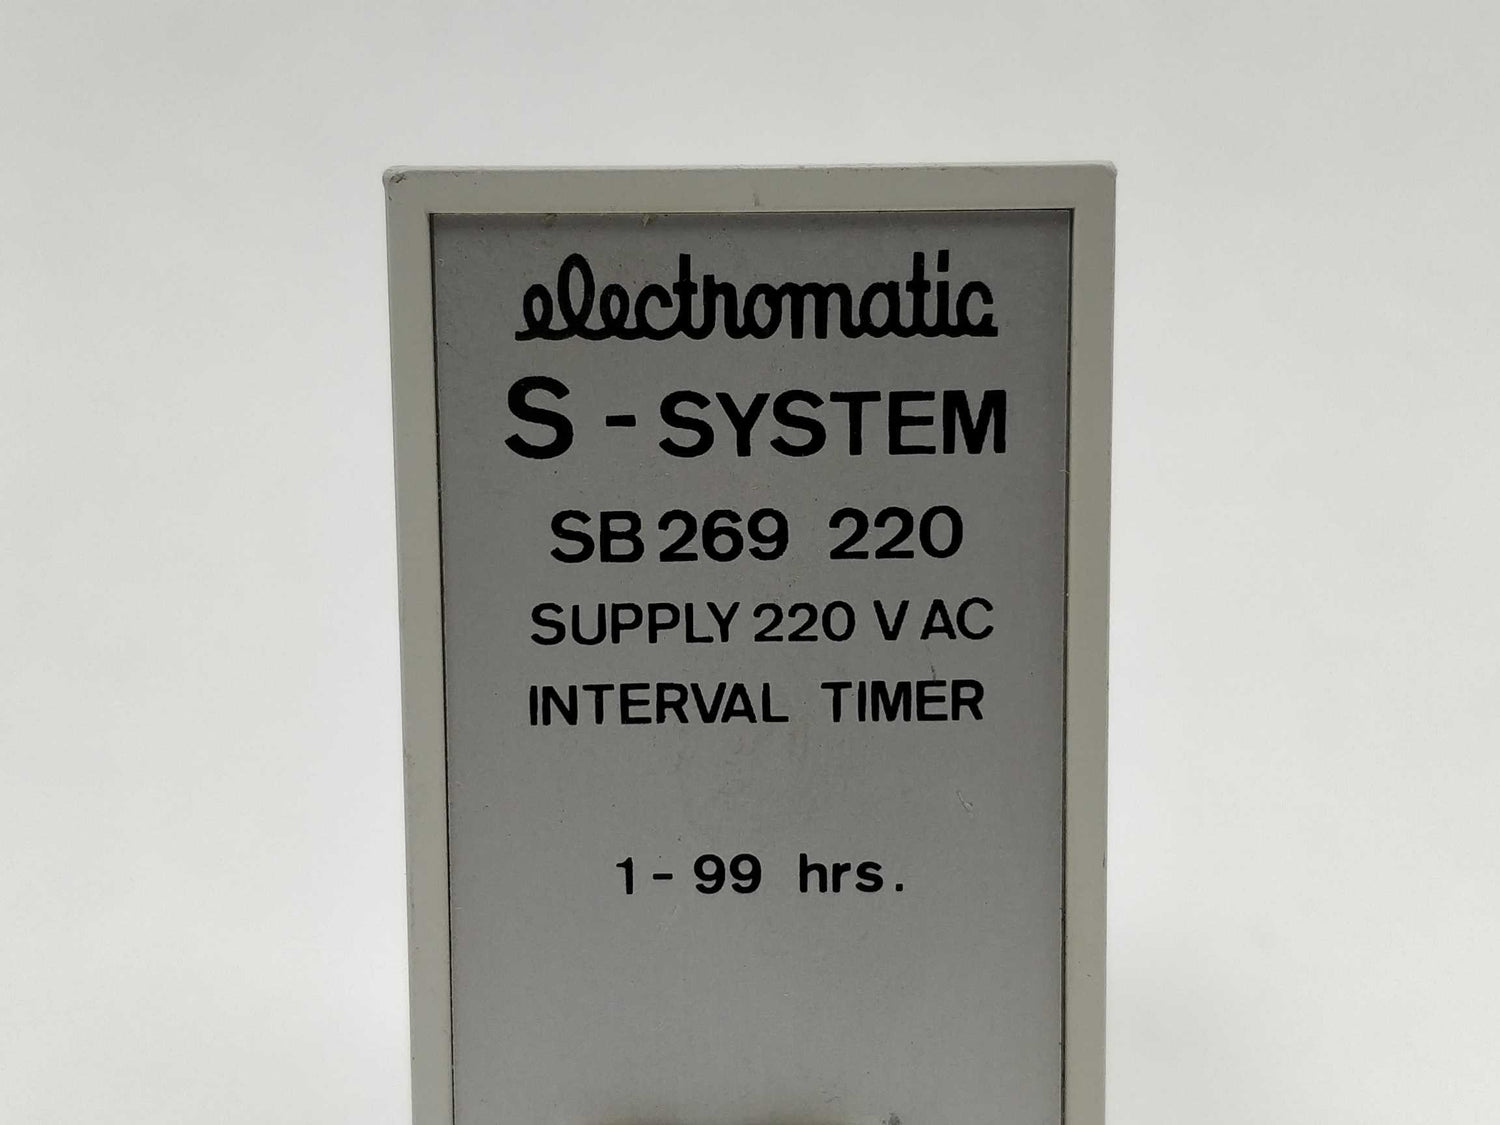 electromatic
S - SYSTEM
SB 269 220
SUPPLY 220 V AC
INTERVAL TIMER
1 - 99 hrs.